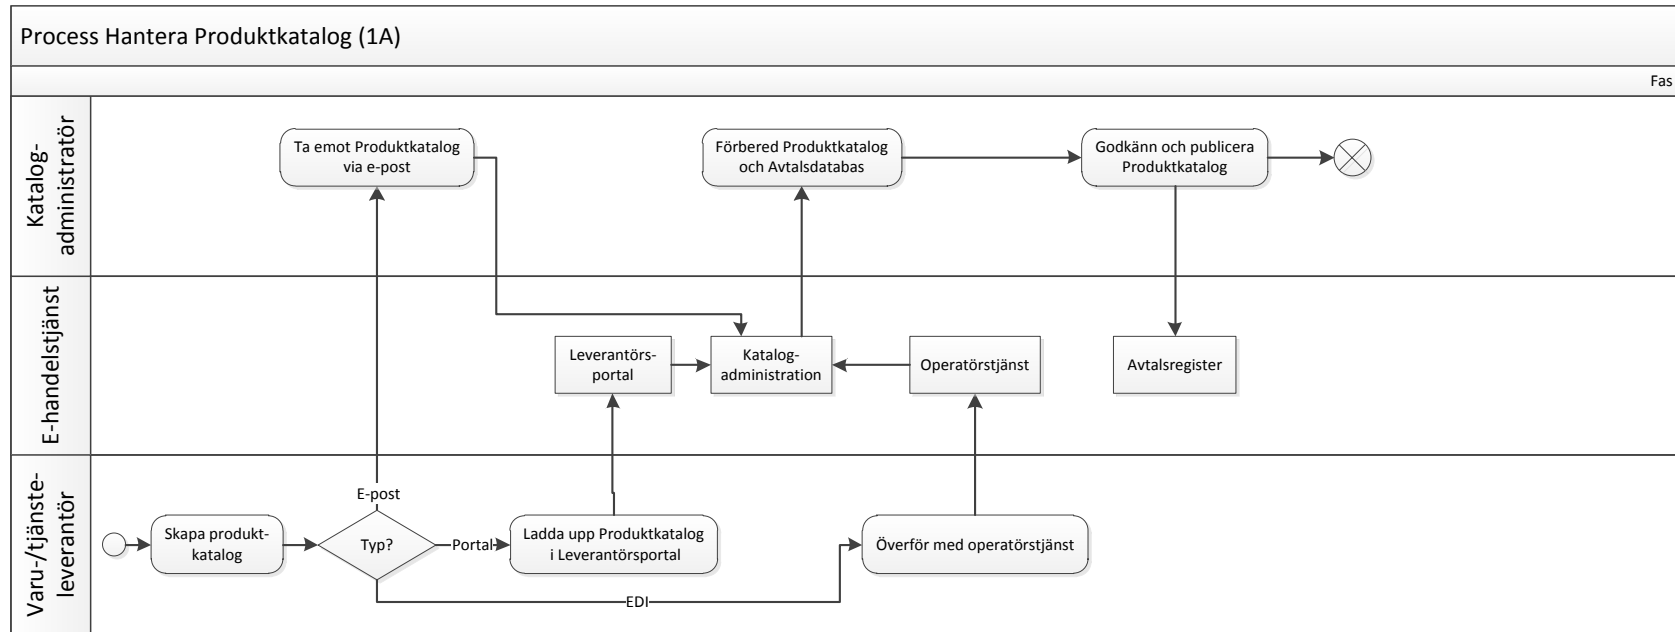 Process Hantera Produktkatalog (1A)
Fas
Katalog-
administratör
Ta emot Produktkatalog
via e-post
Förbered Produktkatalog
och Avtalsdatabas
Godkänn och publicera
Produktkatalog
E-handelstjänst
Leverantörs-
portal
Katalog-
administration
Operatörstjänst
Avtalsregister
Varu-/tjänste-
leverantör
Skapa produkt-
katalog
Typ?
E-post
Portal
EDI
Ladda upp Produktkatalog
i Leverantörsportal
Överför med operatörstjänst